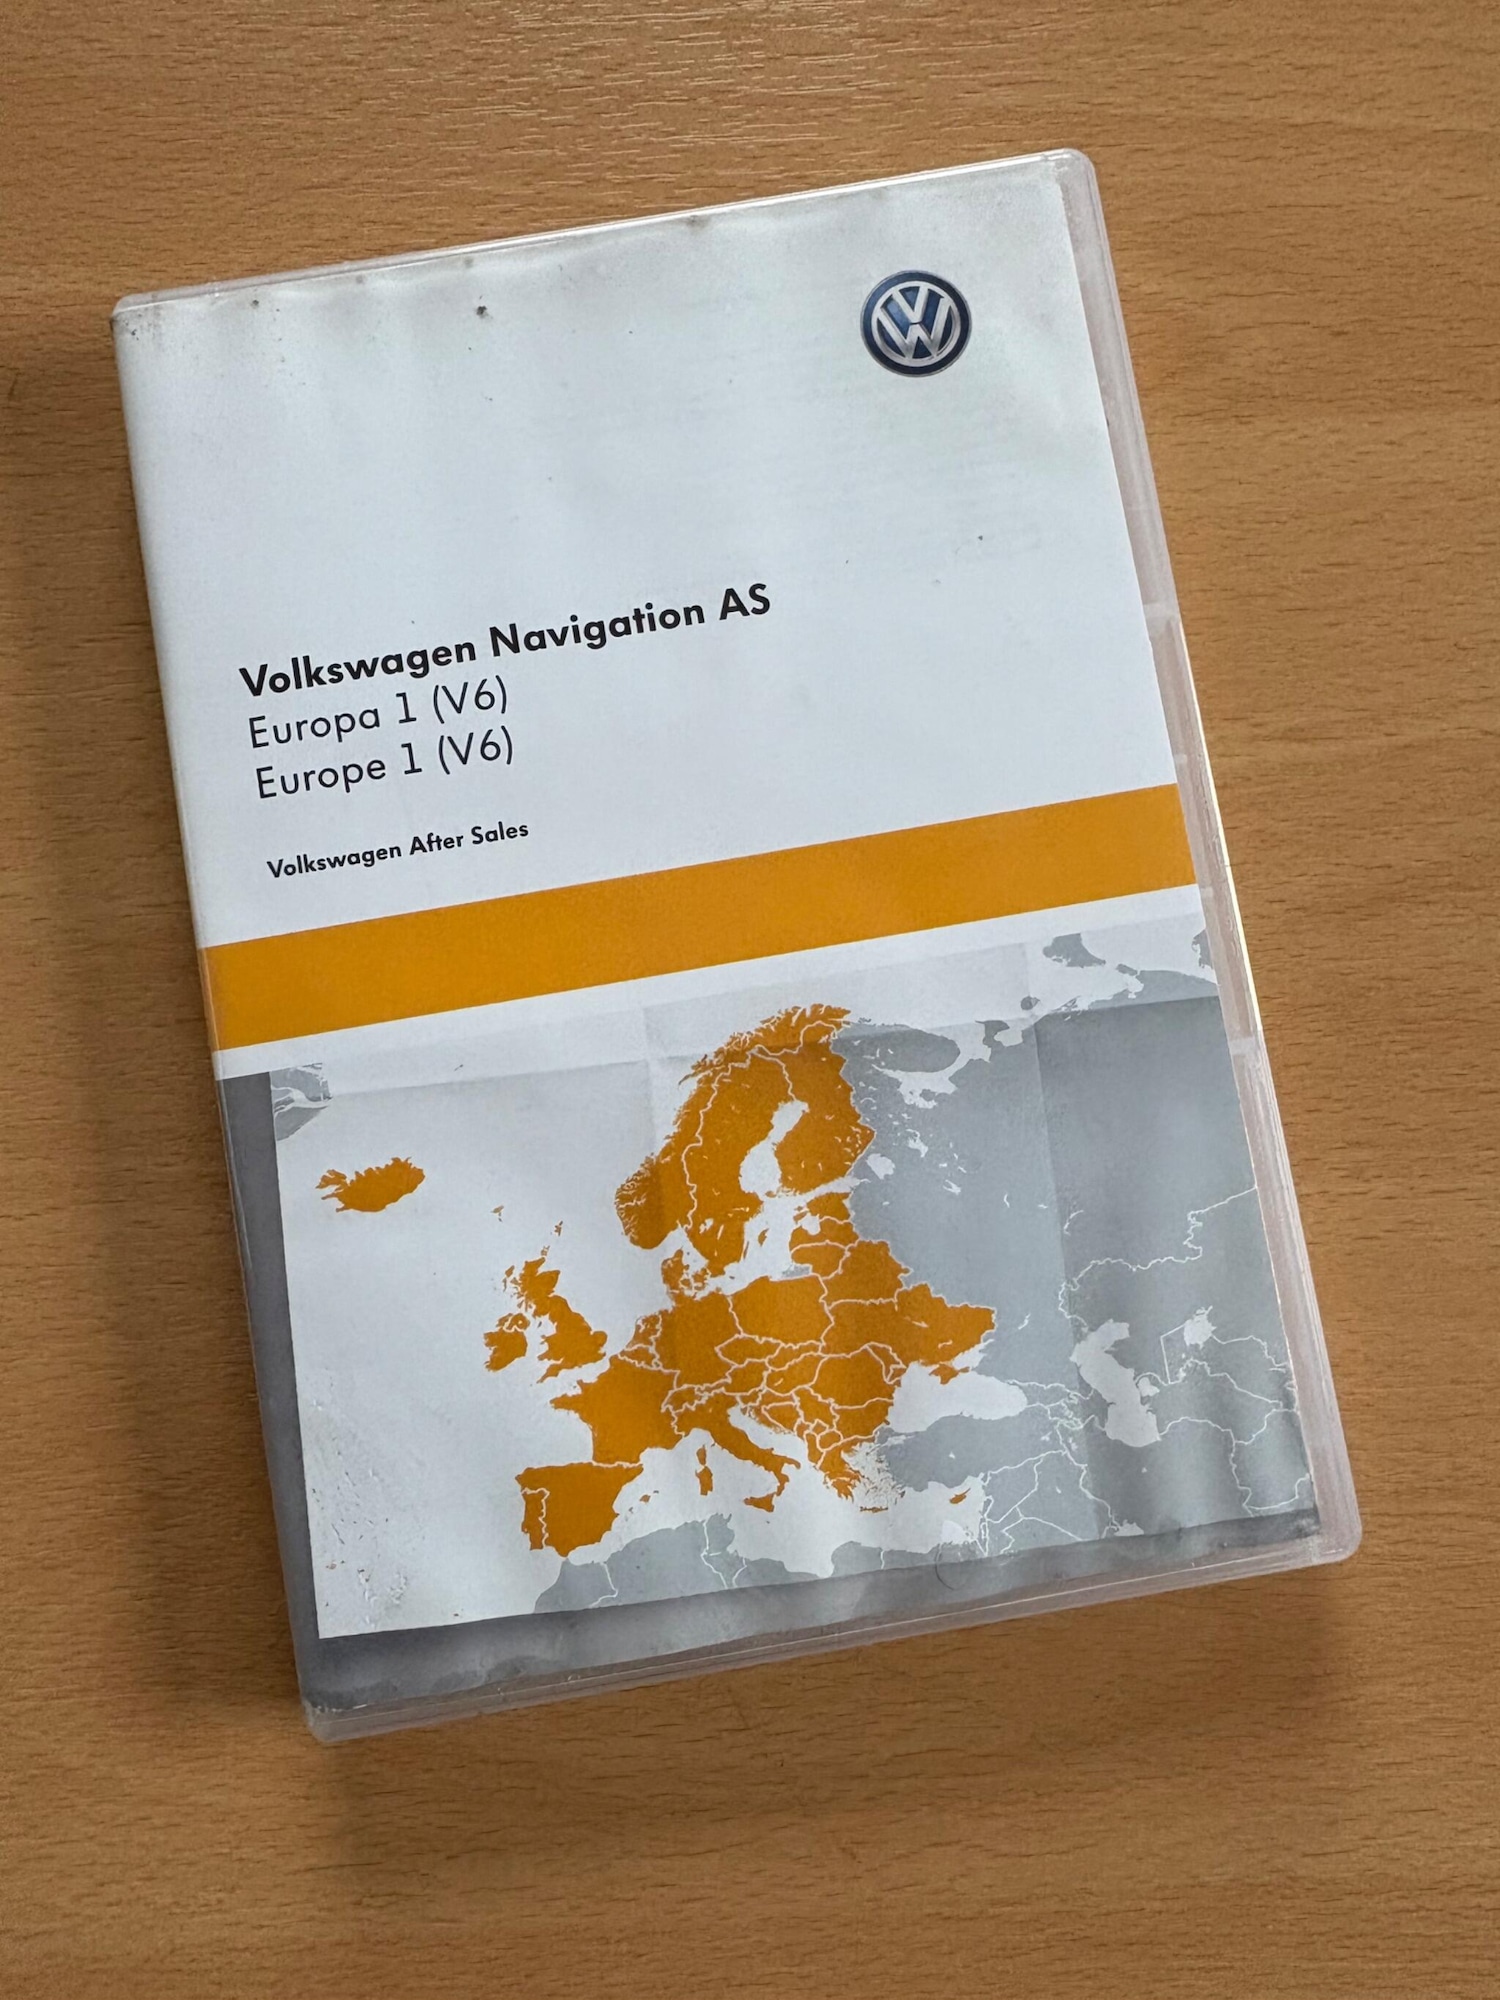 Volkswagen Navigation AS
Europa 1 (V6)
Europe 1 (V6)
Volkswagen After Sales